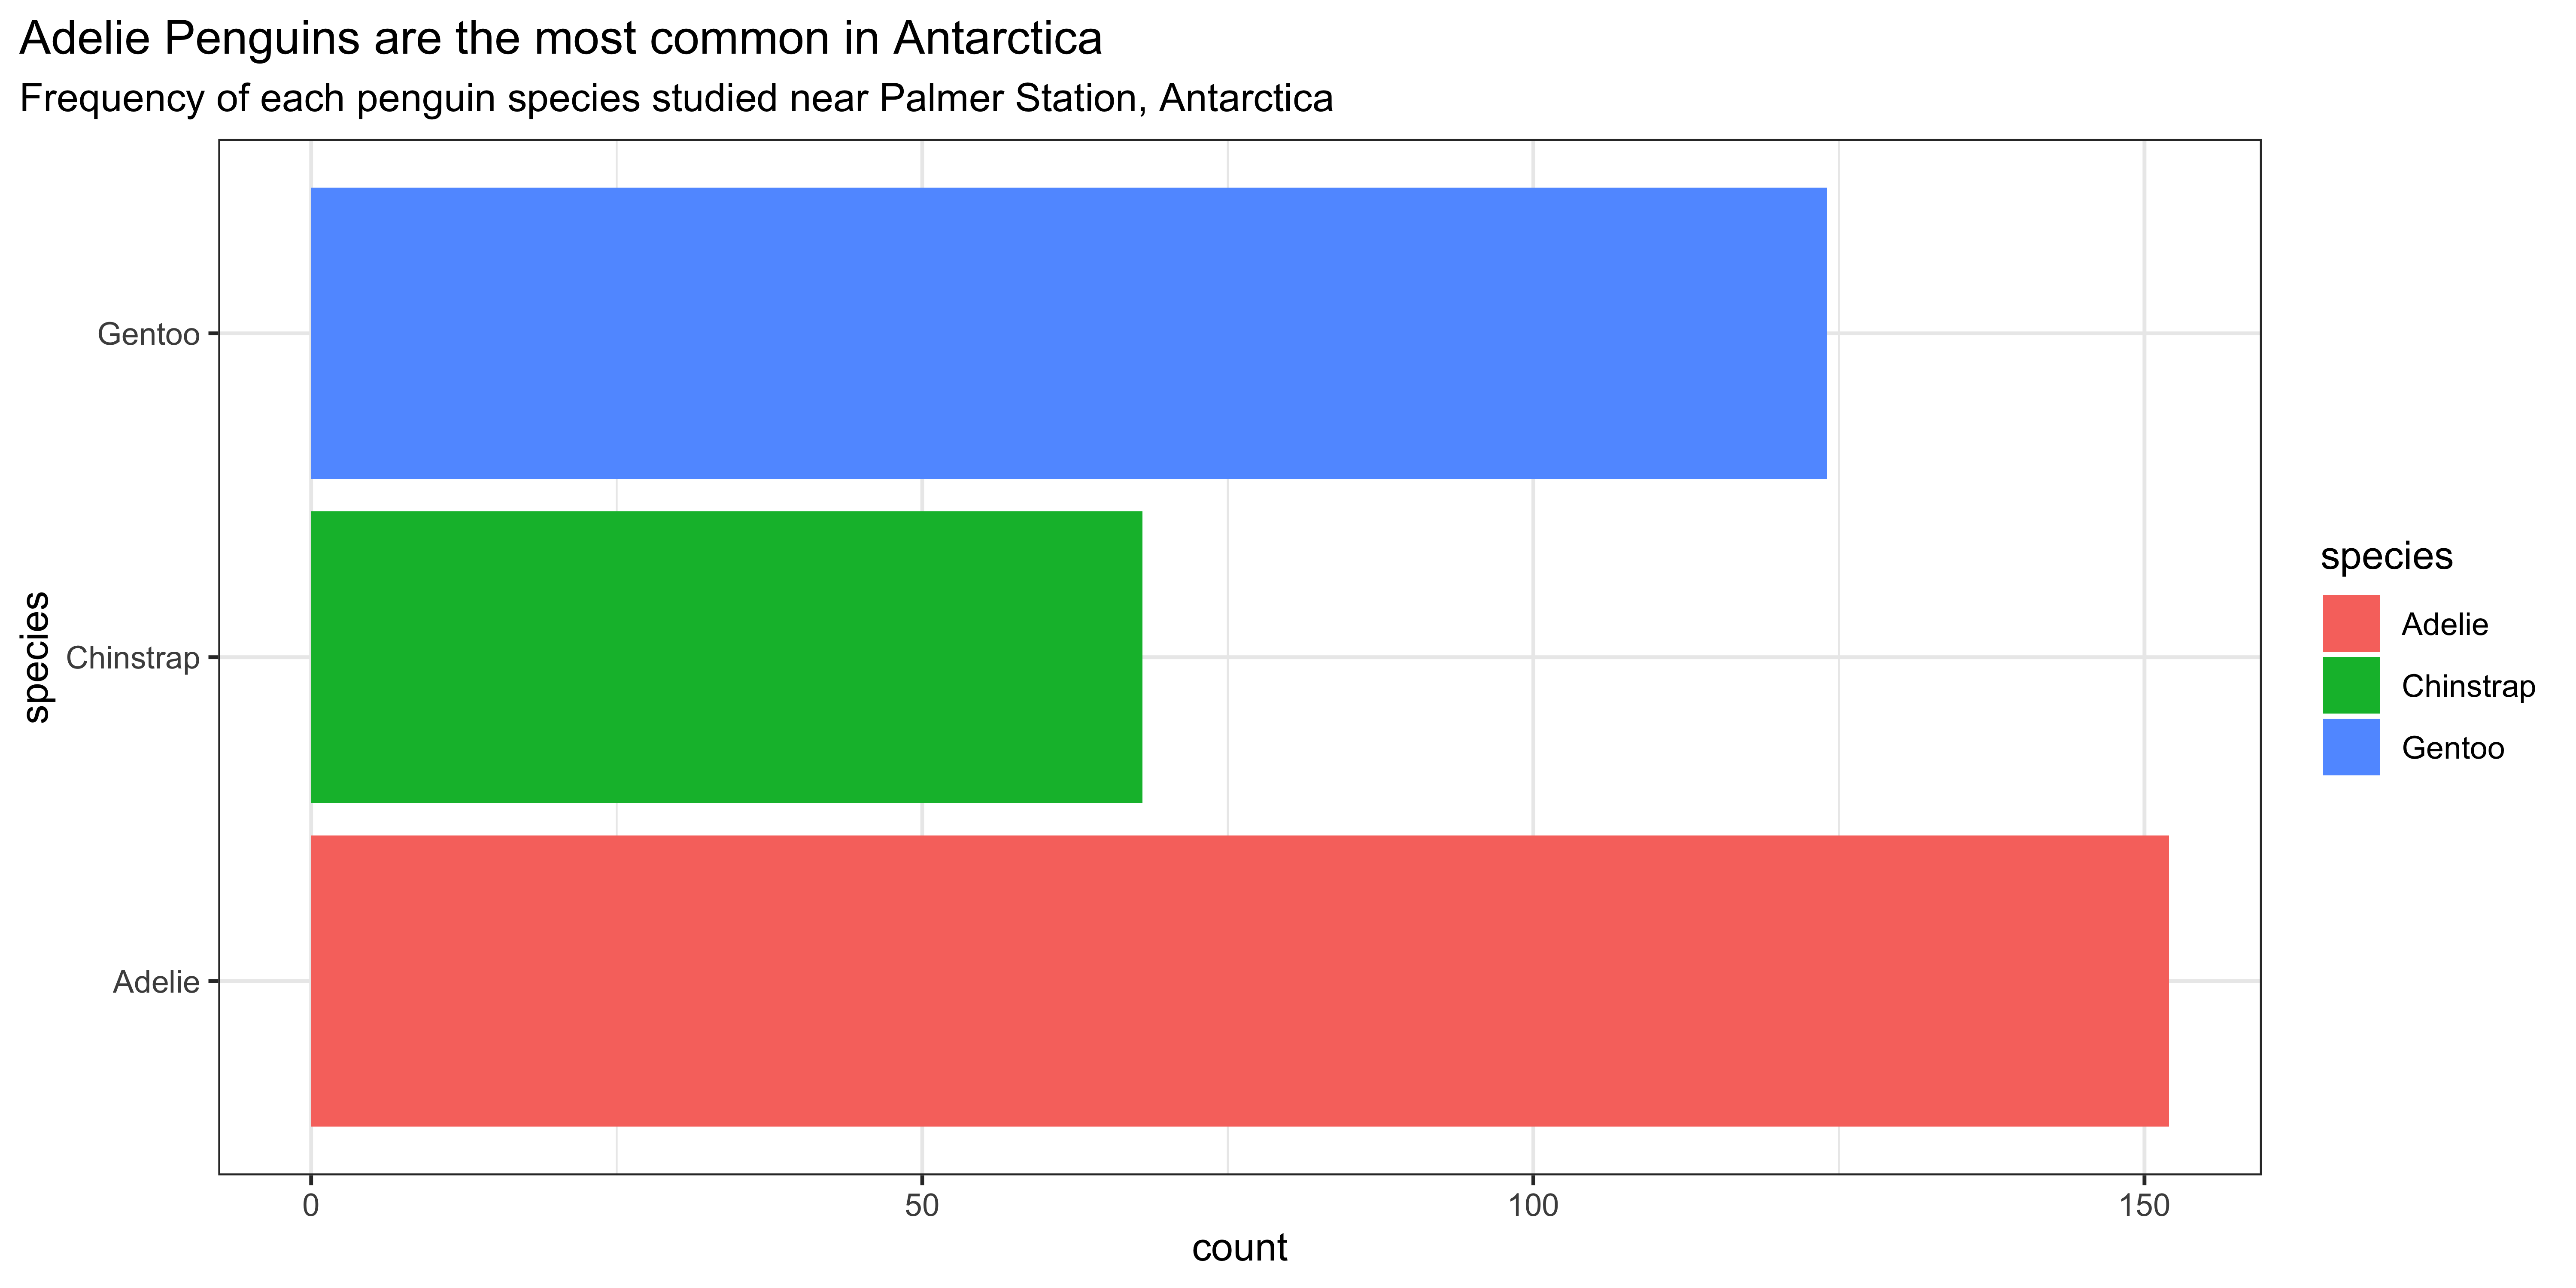 Adelie Penguins are the most common in Antarctica
Frequency of each penguin species studied near Palmer Station, Antarctica
Gentoo
Chinstrap
Adelie
species
0 50 100 150
count
species
Adelie
Chinstrap
Gentoo